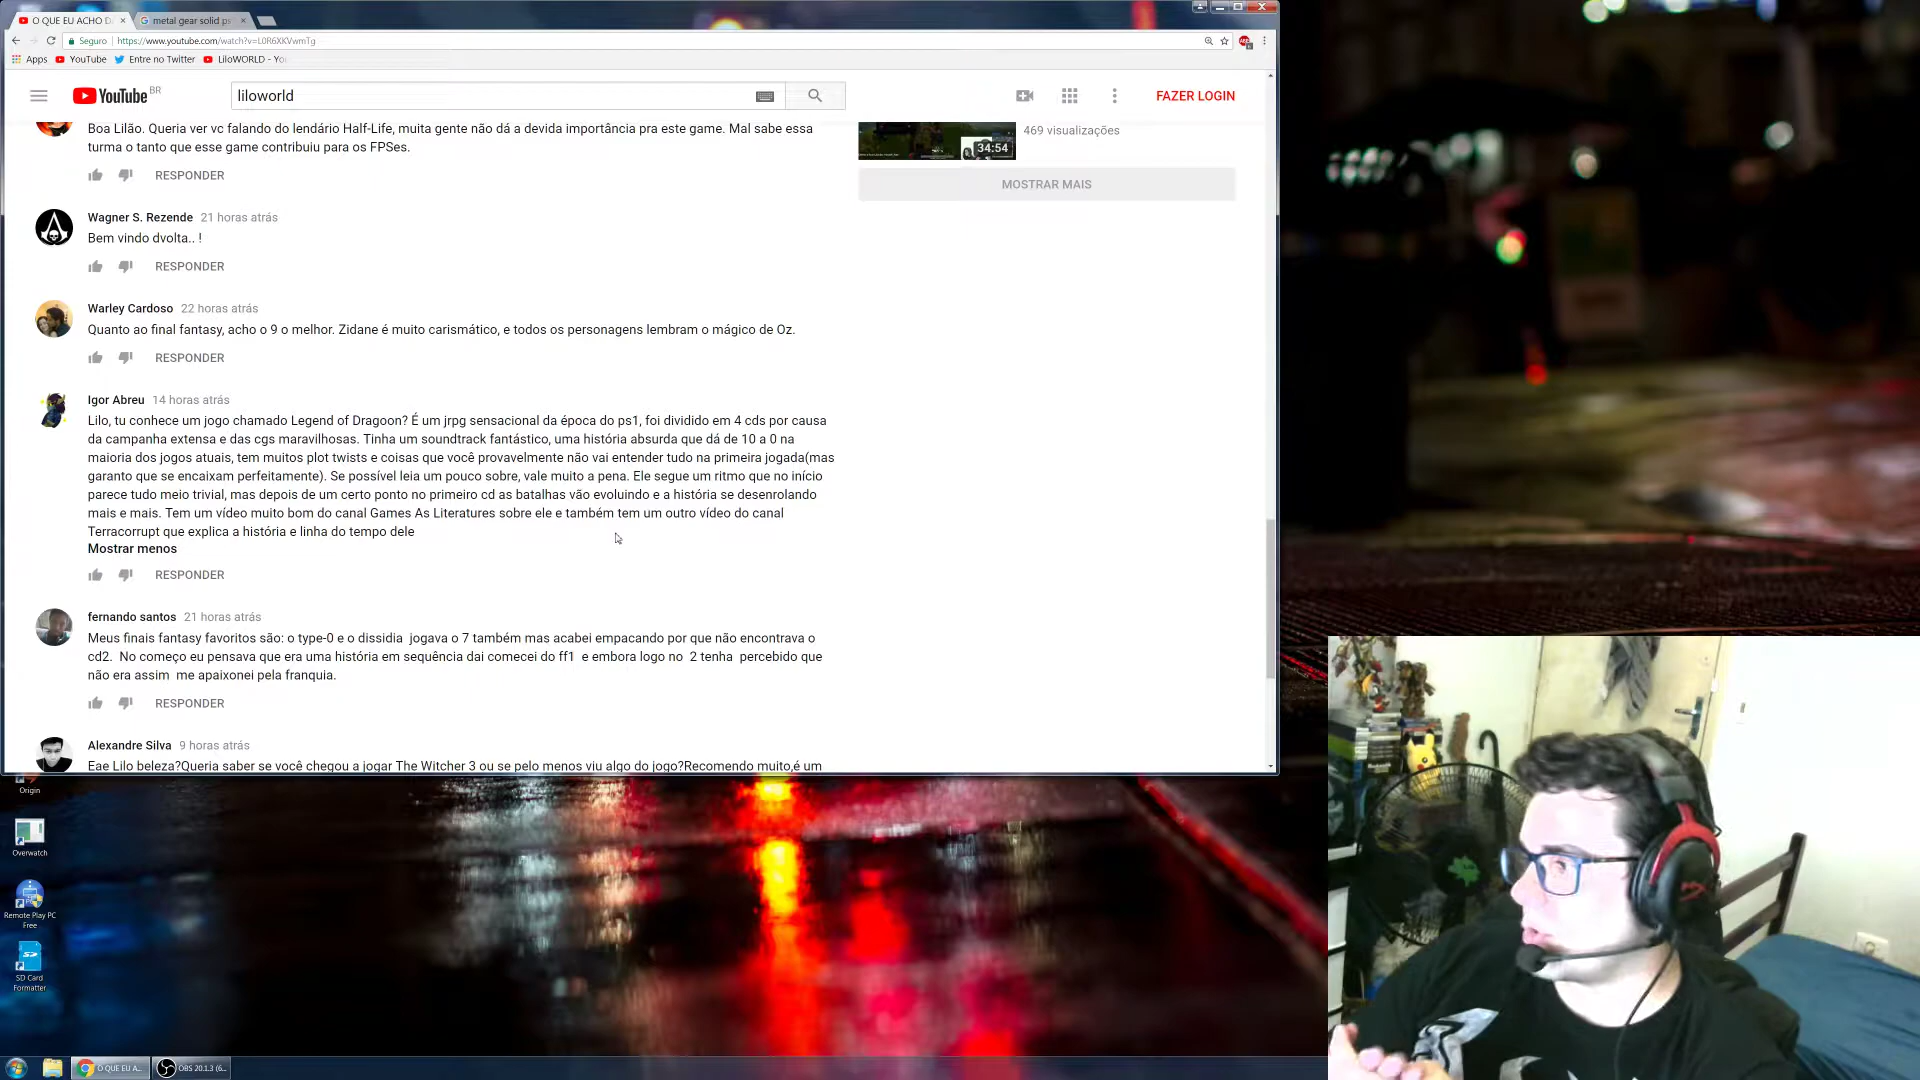 O QUE EU ACHO D
metal gear solid ps
Seguro
https://www.youtube.com/watch?v=L0R6XKVwmTg
Apps
YouTube
Entre no Twitter
LiloWORLD - Yo
YouTube BR
liloworld
FAZER LOGIN
Boa Lilão. Queria ver vc falando do lendário Half-Life, muita gente não dá a devida importância pra este game. Mal sabe essa
turma o tanto que esse game contribuiu para os FPSes.
RESPONDER
34:54
469 visualizações
MOSTRAR MAIS
Wagner S. Rezende 21 horas atrás
Bem vindo dvolta.. !
RESPONDER
Warley Cardoso 22 horas atrás
Quanto ao final fantasy, acho o 9 o melhor. Zidane é muito carismático, e todos os personagens lembram o mágico de Oz.
RESPONDER
Igor Abreu 14 horas atrás
Lilo, tu conhece um jogo chamado Legend of Dragoon? É um jrpg sensacional da época do ps1, foi dividido em 4 cds por causa
da campanha extensa e das cgs maravilhosas. Tinha um soundtrack fantástico, uma história absurda que dá de 10 a 0 na
maioria dos jogos atuais, tem muitos plot twists e coisas que você provavelmente não vai entender tudo na primeira jogada(mas
garanto que se encaixam perfeitamente). Se possível leia um pouco sobre, vale muito a pena. Ele segue um ritmo que no início
parece tudo meio trivial, mas depois de um certo ponto no primeiro cd as batalhas vão evoluindo e a história se desenrolando
mais e mais. Tem um vídeo muito bom do canal Games As Literatures sobre ele e também tem um outro vídeo do canal
Terracorrupt que explica a história e linha do tempo dele
Mostrar menos
RESPONDER
fernando santos 21 horas atrás
Meus finais fantasy favoritos são: o type-0 e o dissidia jogava o 7 também mas acabei empacando por que não encontrava o
cd2. No começo eu pensava que era uma história em sequência dai comecei do ff1 e embora logo no 2 tenha percebido que
não era assim me apaixonei pela franquia.
RESPONDER
Alexandre Silva 9 horas atrás
Eae Lilo beleza?Queria saber se você chegou a jogar The Witcher 3 ou se pelo menos viu algo do jogo?Recomendo muito,é um
Origin
Overwatch
Remote Play PC
Free
SD Card
Formatter
O QUE EU A...
OBS 20.1.3 (6...